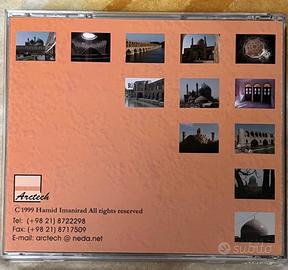 Arctech
© 1999 Hamid Imanirad All rights reserved
Tel: (+98 21) 8722298
Fax: (+98 21) 8717509
E-mail: arctech @ neda.net
subito